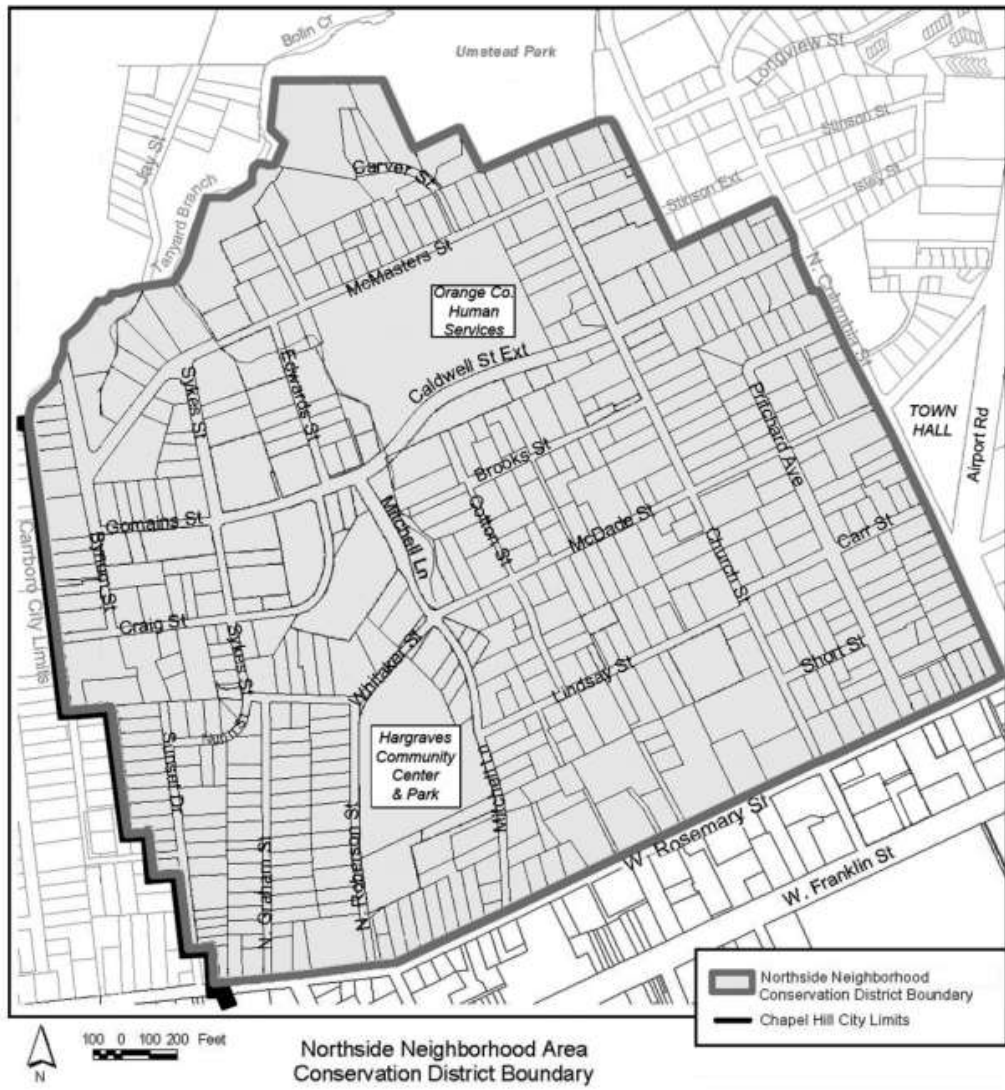 Bolin Cr
Umstead Park
Longview St
Stinson St
Carver St
Islay St
Stinson Ext
Tanyard Branch
McMasters St
N. Columbia St
Orange Co.
Human
Services
Caldwell St Ext
Sykes St
Edwards St
Pritchard Ave
TOWN
HALL
Airport Rd
Brooks St
Gomains St
Mitchell Ln
Cotton St
McDade St
Church St
Carr St
Bynum St
Carrboro City Limits
Craig St
Sykes St
Whitaker St
Lindsay St
Short St
Hargraves
Community
Center
& Park
Sunset Dr
Mitchell Ln
N. Graham St
N. Roberson St
W. Rosemary St
W. Franklin St
Northside Neighborhood
Conservation District Boundary
Chapel Hill City Limits
100 0 100 200 Feet
N
Northside Neighborhood Area
Conservation District Boundary